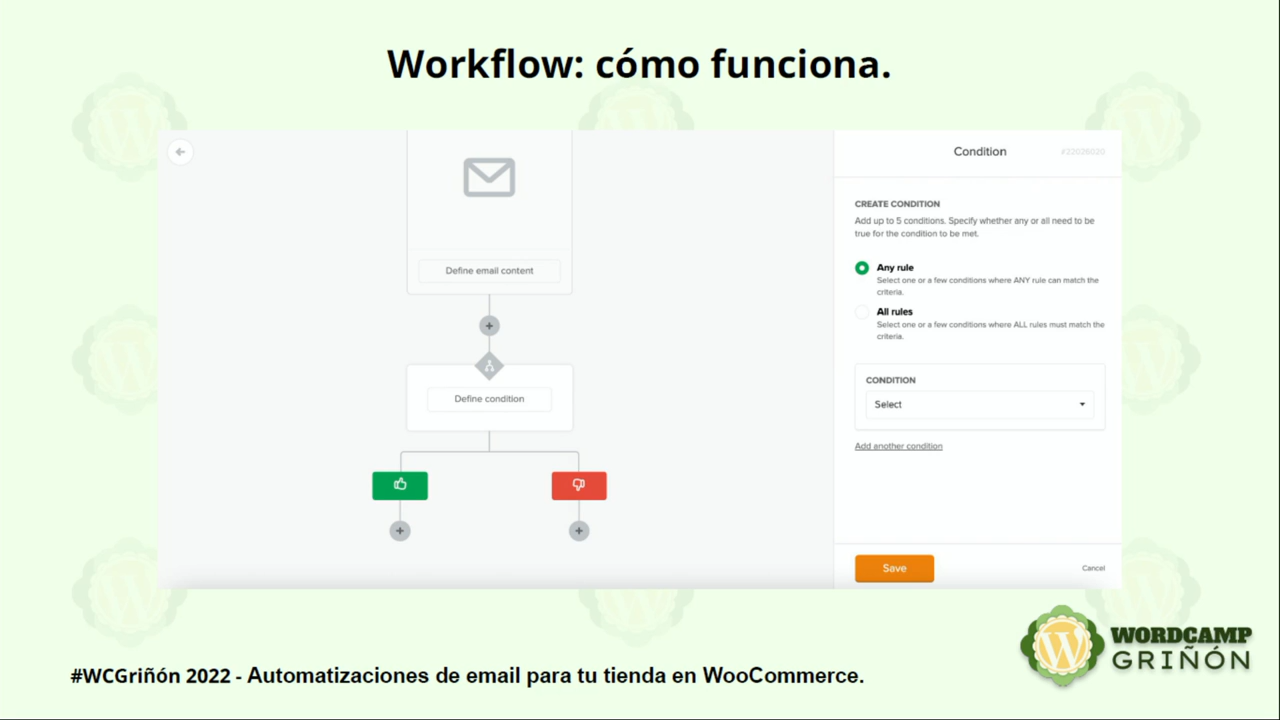 Workflow: cómo funciona.
Condition
CREATE CONDITION
Add up to 5 conditions. Specify whether any or all need to be
true for the condition to be met.
Any rule
Select one or a few conditions where ANY rule can match the
criteria.
All rules
Select one or a few conditions where ALL rules must match the
criteria.
CONDITION
Select
Add another condition
Save
Cancel
Define email content
Define condition
#WCGriñón 2022 - Automatizaciones de email para tu tienda en WooCommerce.
WORDCAMP
GRIÑÓN